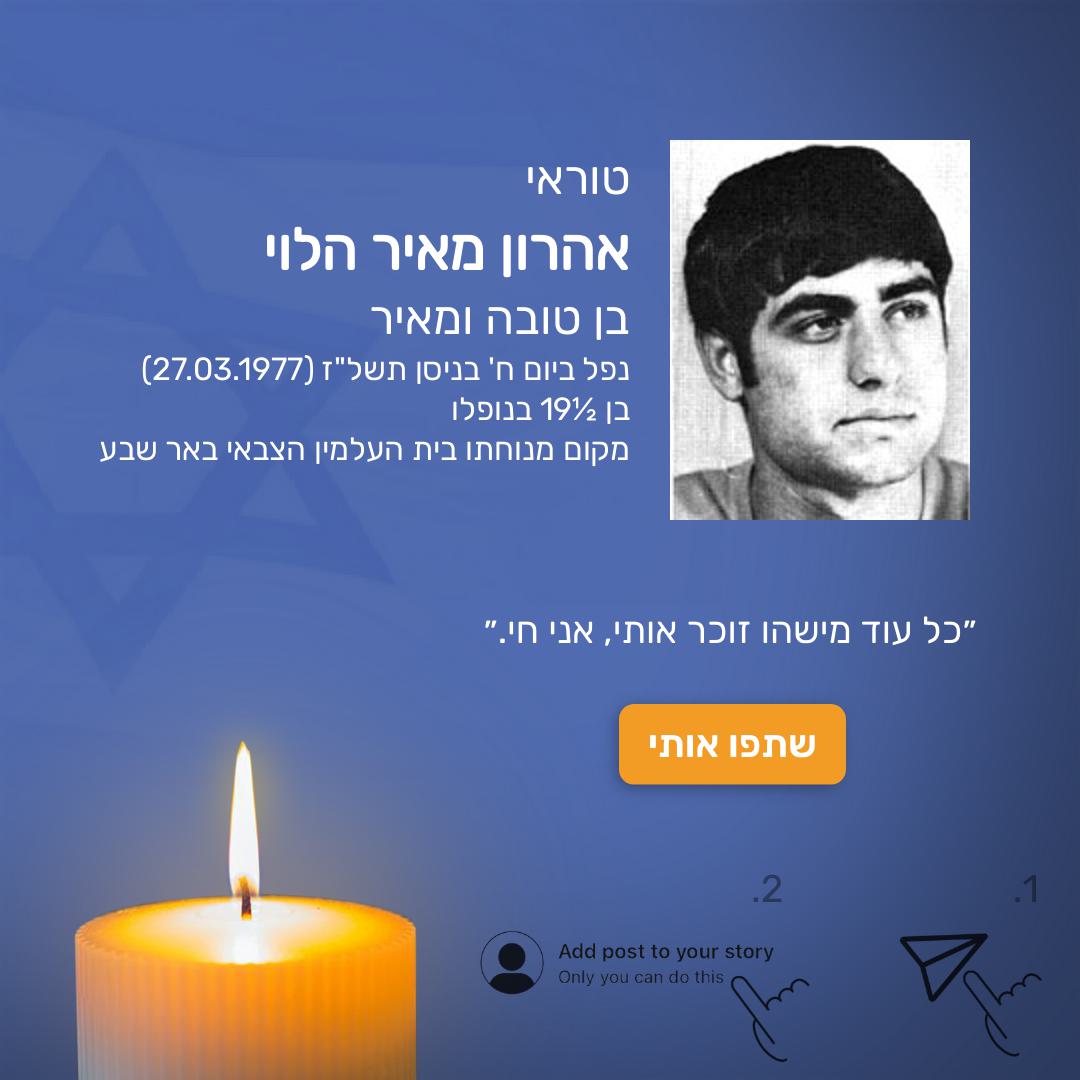 טוראי
אהרון מאיר הלוי
בן טובה ומאיר
נפל ביום ח' בניסן תשל"ז (27.03.1977)
בן 19½ בנופלו
מקום מנוחתו בית העלמין הצבאי באר שבע
״כל עוד מישהו זוכר אותי, אני חי.״
שתפו אותי
1.
2.
Add post to your story
Only you can do this